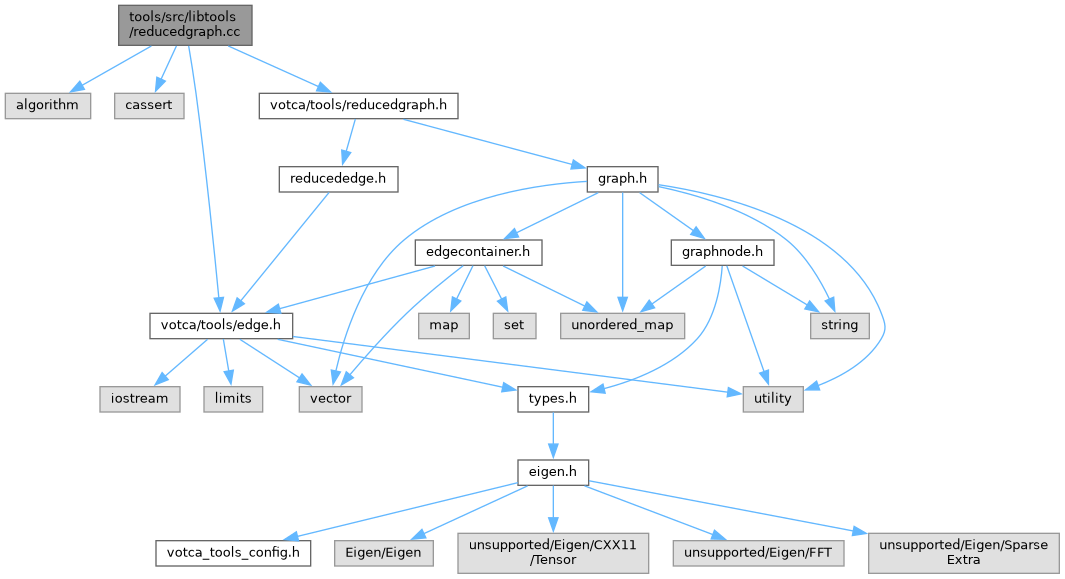 tools/src/libtools
/reducedgraph.cc
algorithm
cassert
votca/tools/reducedgraph.h
reducededge.h
graph.h
edgecontainer.h
graphnode.h
votca/tools/edge.h
map
set
unordered_map
string
iostream
limits
vector
types.h
utility
eigen.h
votca_tools_config.h
Eigen/Eigen
unsupported/Eigen/CXX11
/Tensor
unsupported/Eigen/FFT
unsupported/Eigen/Sparse
Extra